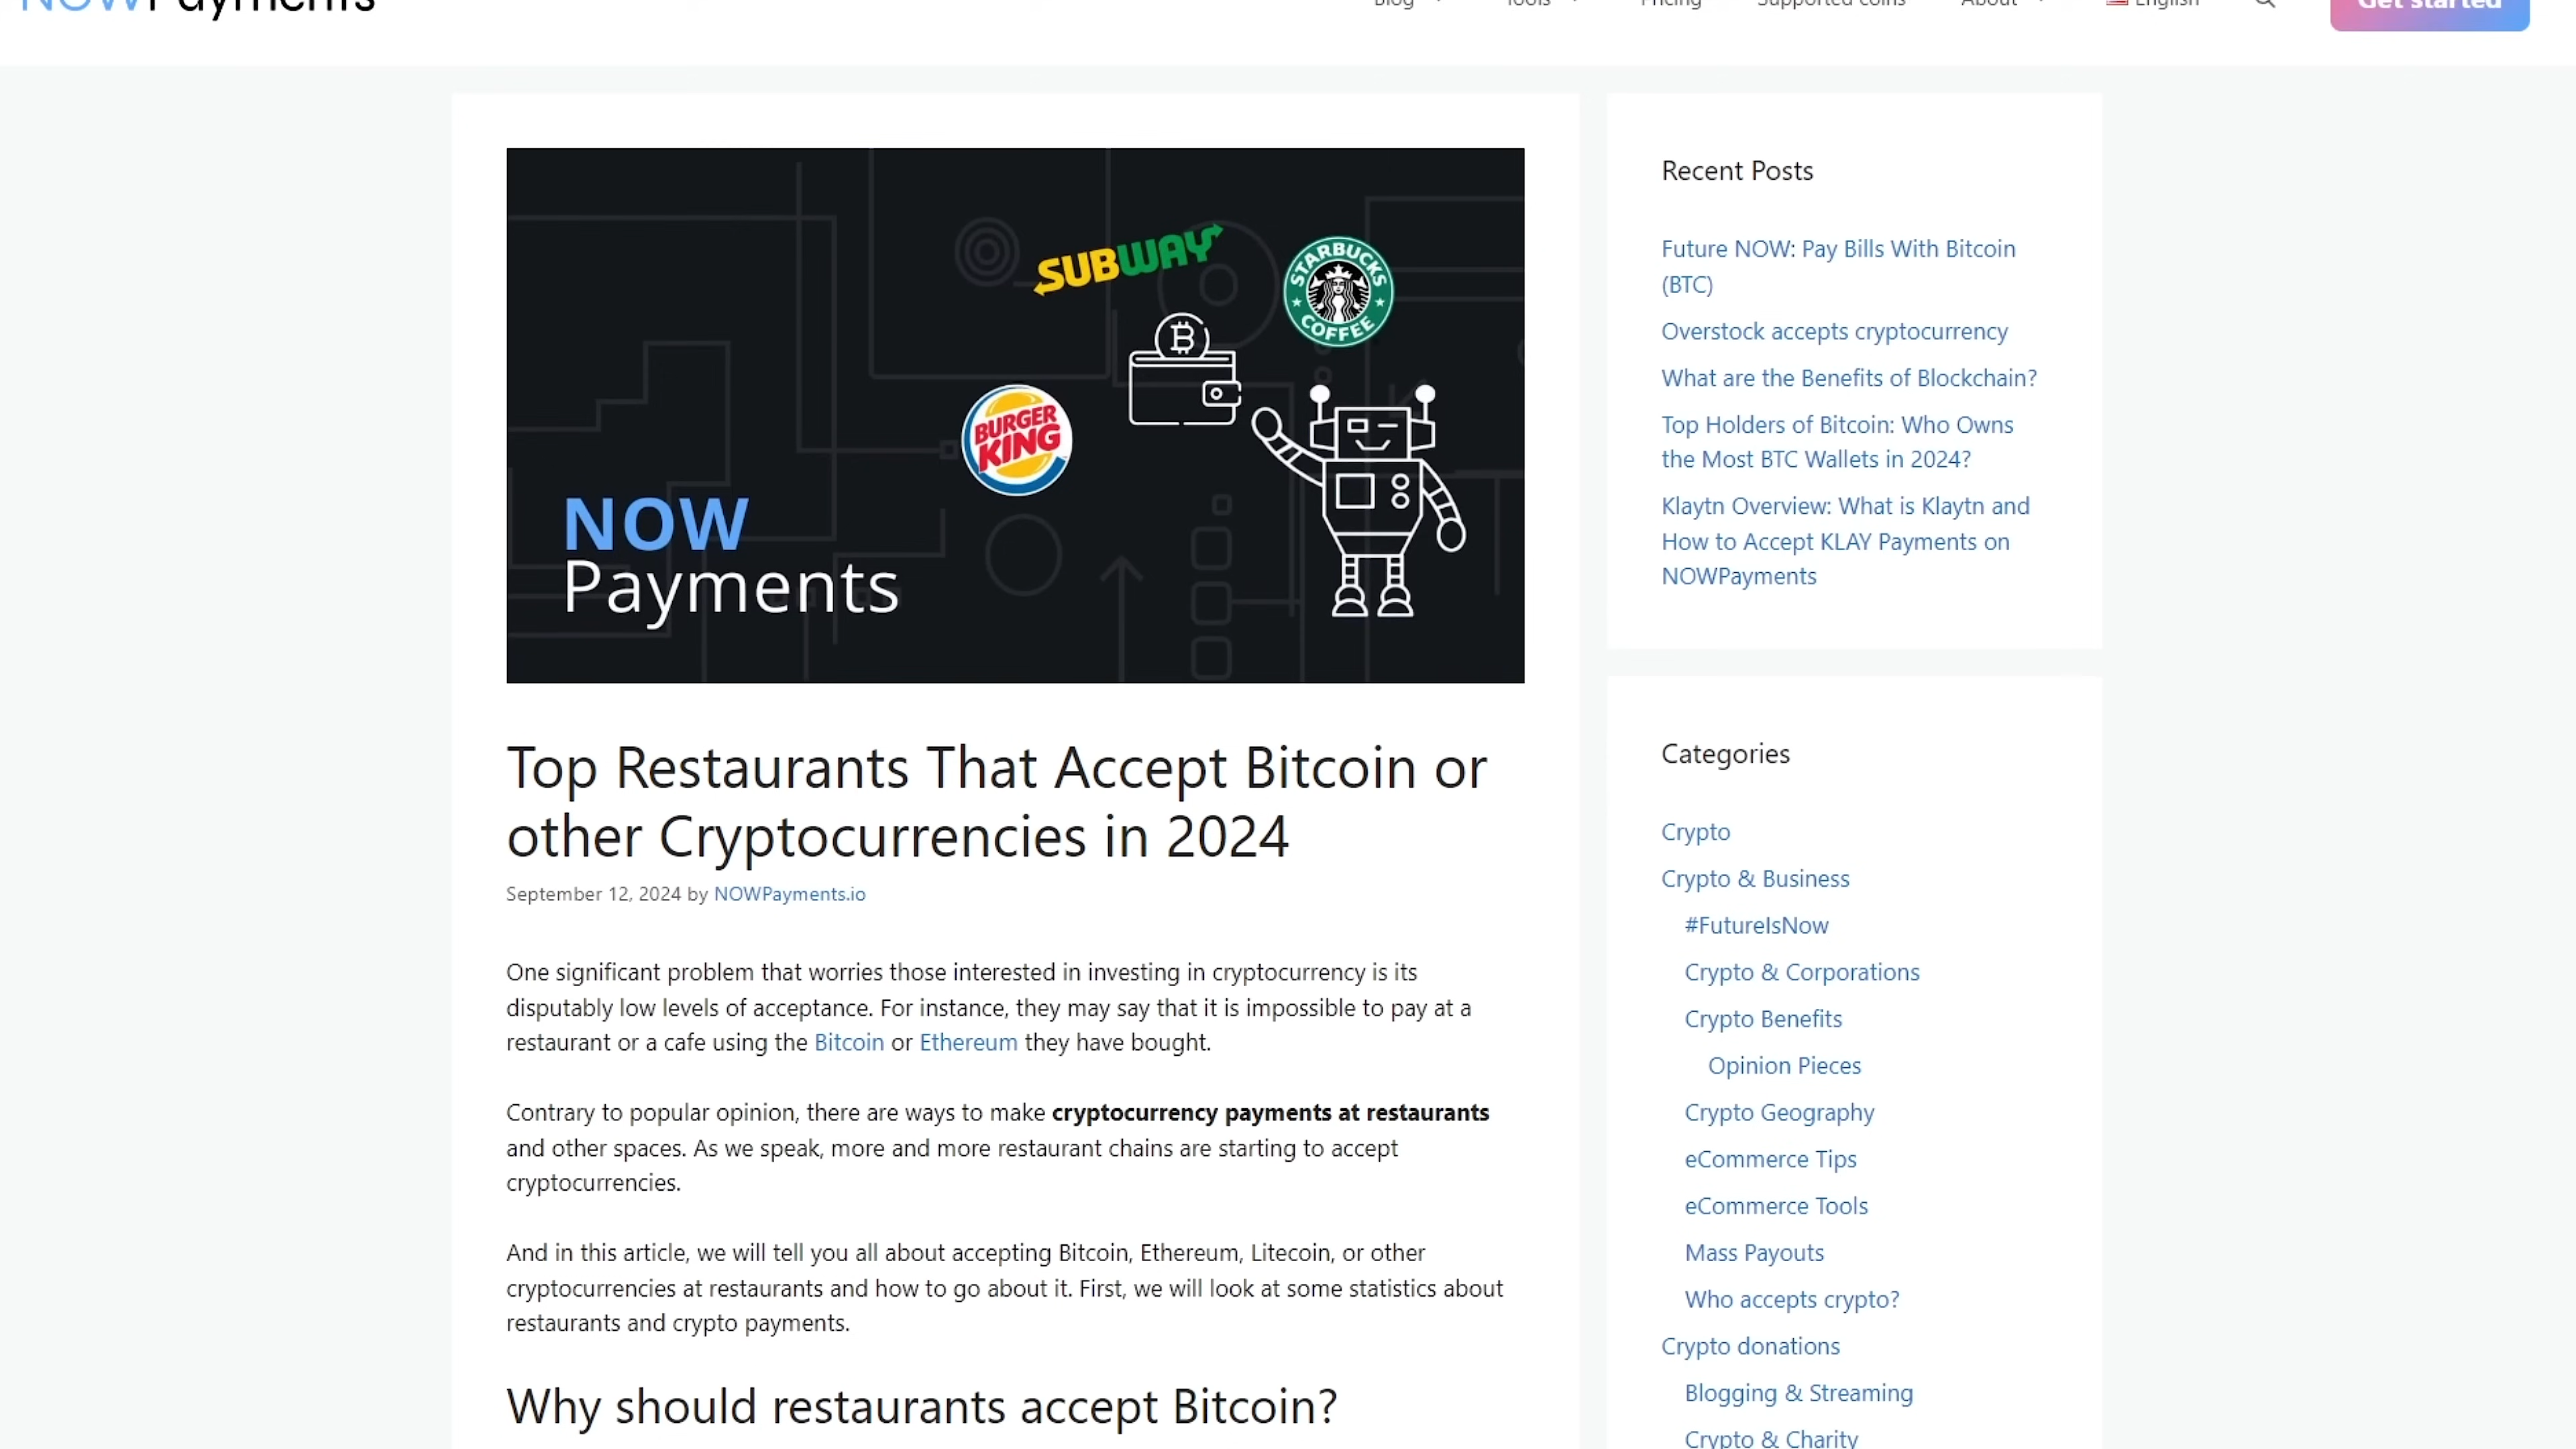 NOWPayments
Blog
Tools
Pricing
Supported coins
About
English
Get started
SUBWAY
STARBUCKS
COFFEE
BURGER
KING
NOW
Payments
Top Restaurants That Accept Bitcoin or
other Cryptocurrencies in 2024
September 12, 2024 by NOWPayments.io
One significant problem that worries those interested in investing in cryptocurrency is its
disputably low levels of acceptance. For instance, they may say that it is impossible to pay at a
restaurant or a cafe using the Bitcoin or Ethereum they have bought.
Contrary to popular opinion, there are ways to make cryptocurrency payments at restaurants
and other spaces. As we speak, more and more restaurant chains are starting to accept
cryptocurrencies.
And in this article, we will tell you all about accepting Bitcoin, Ethereum, Litecoin, or other
cryptocurrencies at restaurants and how to go about it. First, we will look at some statistics about
restaurants and crypto payments.
Why should restaurants accept Bitcoin?
Recent Posts
Future NOW: Pay Bills With Bitcoin
(BTC)
Overstock accepts cryptocurrency
What are the Benefits of Blockchain?
Top Holders of Bitcoin: Who Owns
the Most BTC Wallets in 2024?
Klaytn Overview: What is Klaytn and
How to Accept KLAY Payments on
NOWPayments
Categories
Crypto
Crypto & Business
#FutureIsNow
Crypto & Corporations
Crypto Benefits
Opinion Pieces
Crypto Geography
eCommerce Tips
eCommerce Tools
Mass Payouts
Who accepts crypto?
Crypto donations
Blogging & Streaming
Crypto & Charity